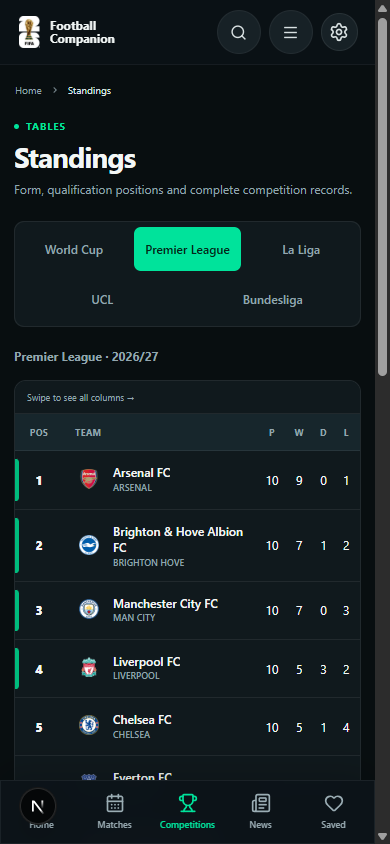 FIFA
Football
Companion
Home > Standings
TABLES
Standings
Form, qualification positions and complete competition records.
World Cup Premier League La Liga
UCL Bundesliga
Premier League · 2026/27
Swipe to see all columns →
POS TEAM P W D L
1 Arsenal FC 10 9 0 1
ARSENAL
2 Brighton & Hove Albion FC 10 7 1 2
BRIGHTON HOVE
3 Manchester City FC 10 7 0 3
MAN CITY
4 Liverpool FC 10 5 3 2
LIVERPOOL
5 Chelsea FC 10 5 1 4
CHELSEA
Everton FC
N
Home Matches Competitions News Saved